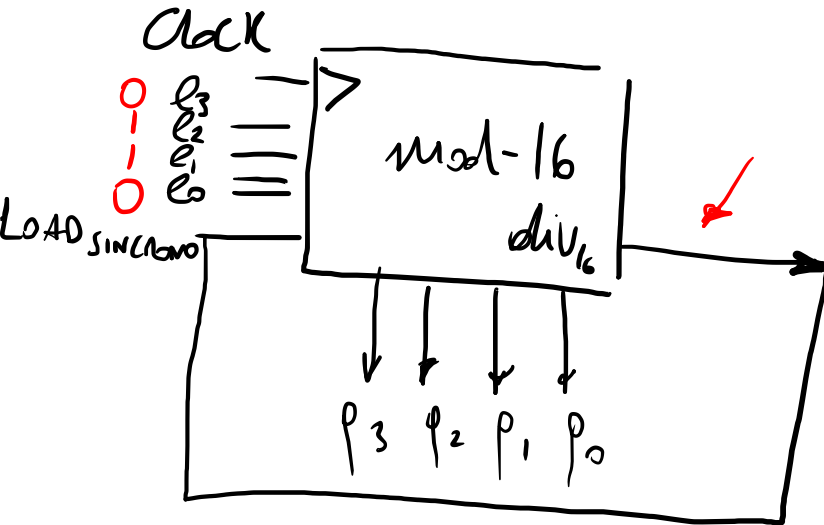 Clock
0 e3
1 e2
1 e1
0 e0
LOAD SINCRONO
mod-16
div16
p3 p2 p1 p0